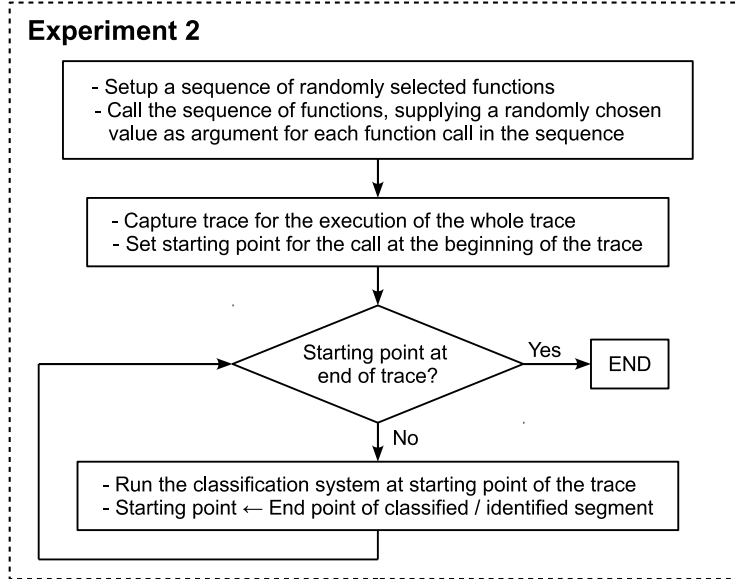 Experiment 2
- Setup a sequence of randomly selected functions
- Call the sequence of functions, supplying a randomly chosen
value as argument for each function call in the sequence
- Capture trace for the execution of the whole trace
- Set starting point for the call at the beginning of the trace
Starting point at
end of trace?
Yes
END
No
- Run the classification system at starting point of the trace
- Starting point ← End point of classified / identified segment